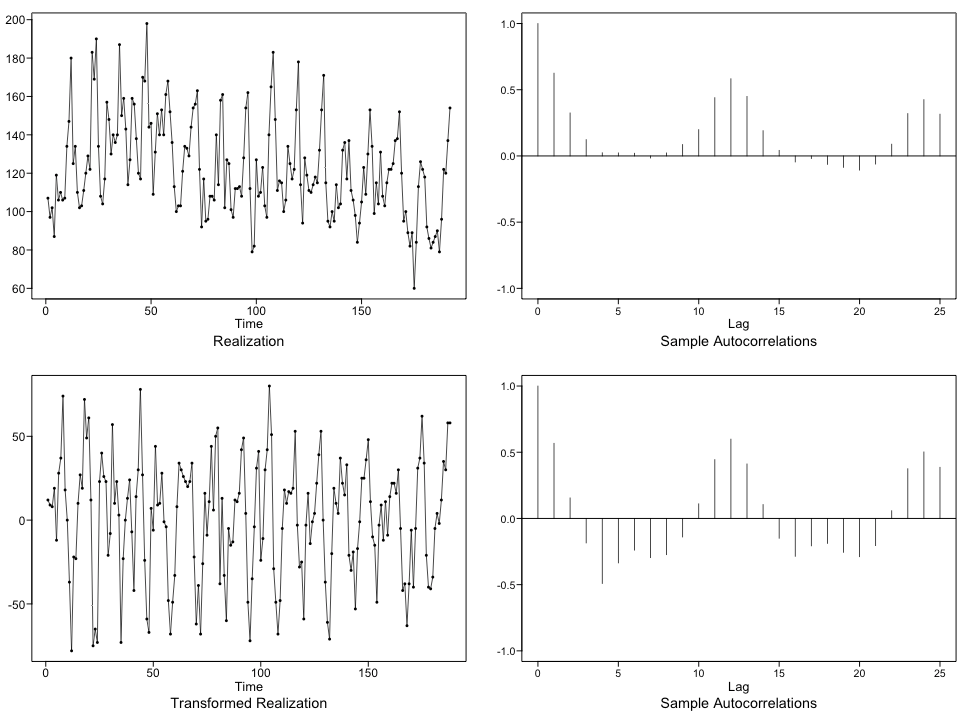 200
180
160
140
120
100
80
60
0 50 100 150
Time
Realization
1.0
0.5
0.0
-0.5
-1.0
0 5 10 15 20 25
Lag
Sample Autocorrelations
50
0
-50
0 50 100 150
Time
Transformed Realization
1.0
0.5
0.0
-0.5
-1.0
0 5 10 15 20 25
Lag
Sample Autocorrelations